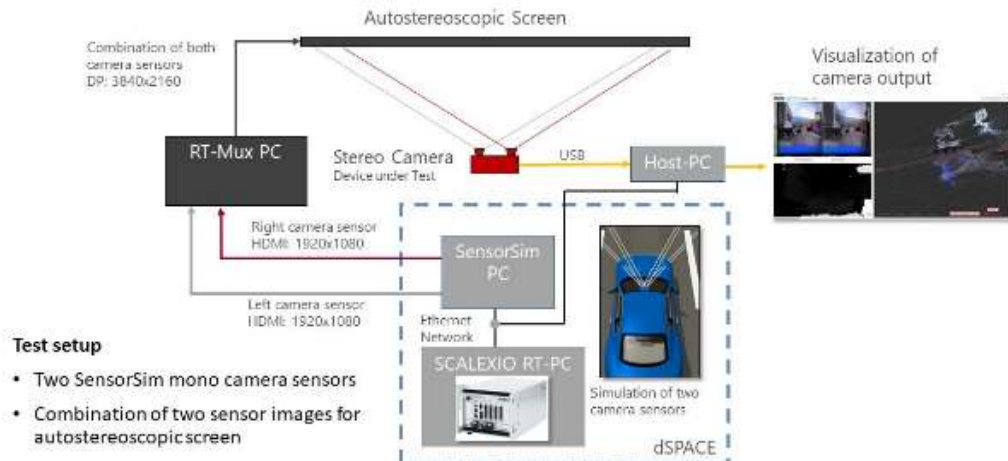 Autostereoscopic Screen
Combination of both
camera sensors
DP: 3840x2160
Visualization of
camera output
RT-Mux PC
Stereo Camera
Device under Test
USB
Host-PC
Right camera sensor
HDMI: 1920x1080
SensorSim
PC
Left camera sensor
HDMI: 1920x1080
Ethernet
Network
SCALEXIO RT-PC
Simulation of two
camera sensors
dSPACE
Test setup
• Two SensorSim mono camera sensors
• Combination of two sensor images for
autostereoscopic screen